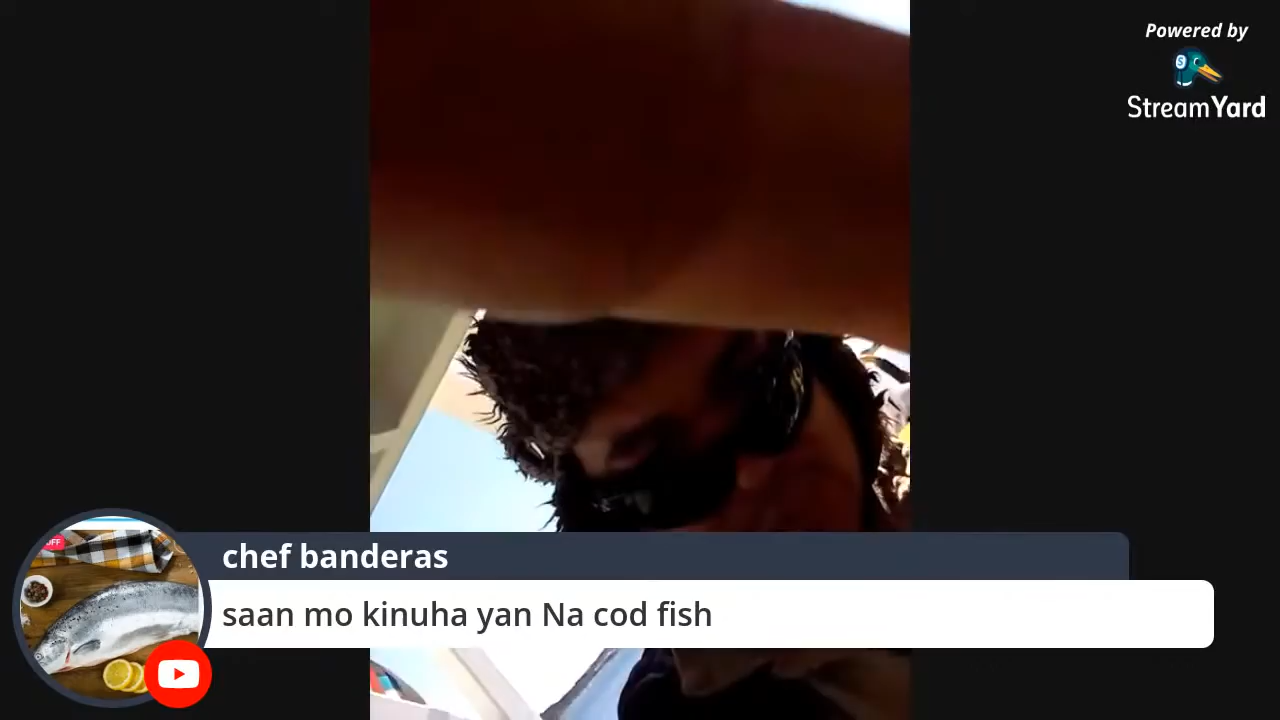 Powered by
StreamYard
chef banderas
saan mo kinuha yan Na cod fish